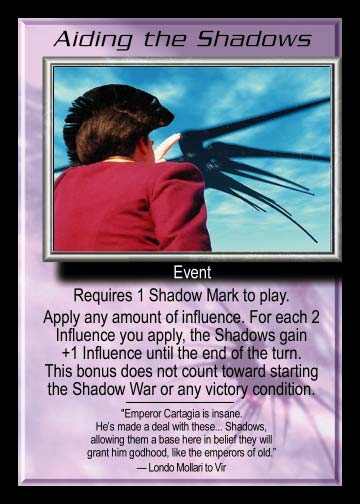 Aiding the Shadows
Event
Requires 1 Shadow Mark to play.
Apply any amount of influence. For each 2
Influence you apply, the Shadows gain
+1 Influence until the end of the turn.
This bonus does not count toward starting
the Shadow War or any victory condition.
"Emperor Cartagia is insane.
He's made a deal with these... Shadows,
allowing them a base here in belief they will
grant him godhood, like the emperors of old."
— Londo Mollari to Vir